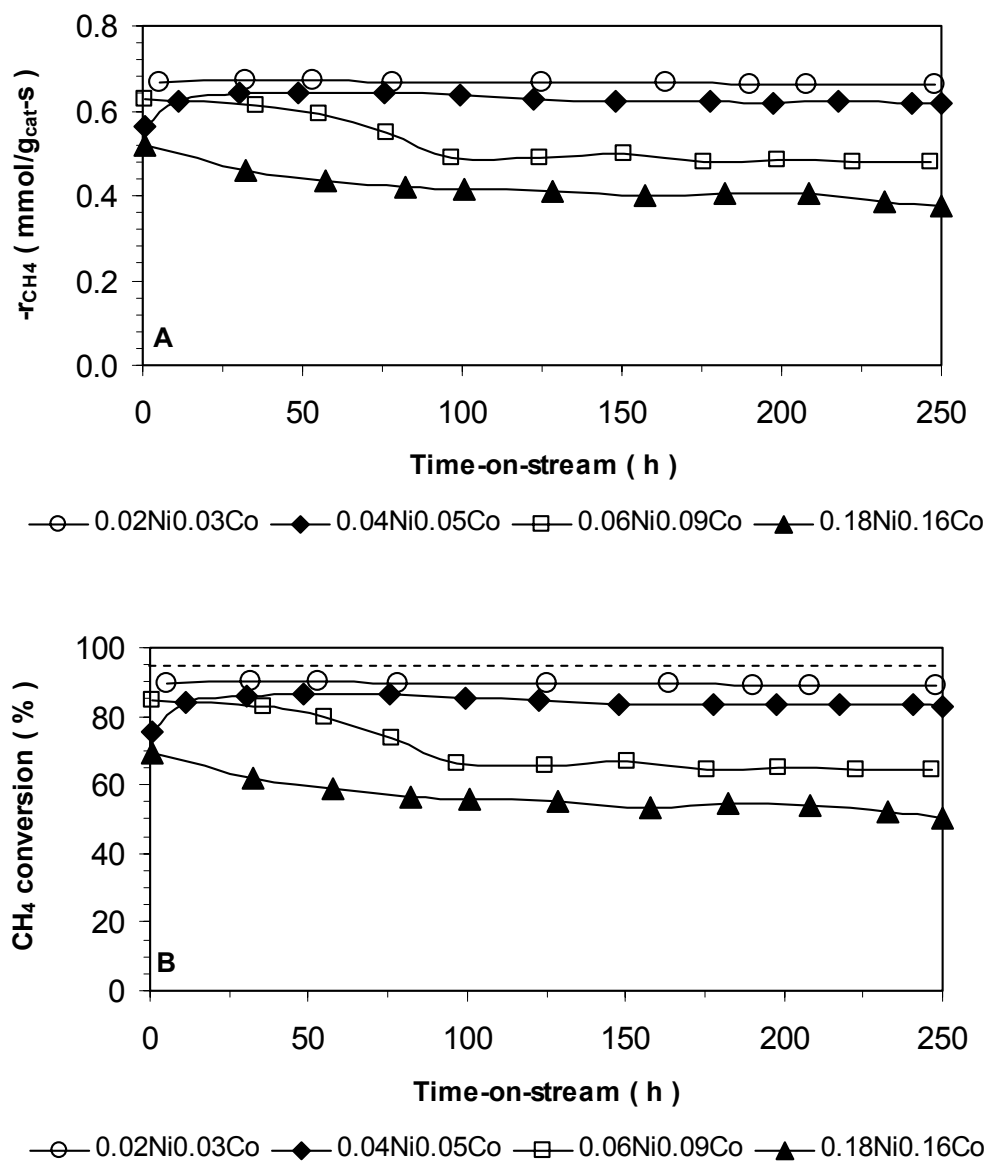 0.8
0.6
0.4
0.2
0.0
-rCH4 ( mmol/gcat-s )
A
0 50 100 150 200 250
Time-on-stream ( h )
0.02Ni0.03Co 0.04Ni0.05Co 0.06Ni0.09Co 0.18Ni0.16Co
100
80
60
40
20
0
CH4 conversion ( % )
B
0 50 100 150 200 250
Time-on-stream ( h )
0.02Ni0.03Co 0.04Ni0.05Co 0.06Ni0.09Co 0.18Ni0.16Co